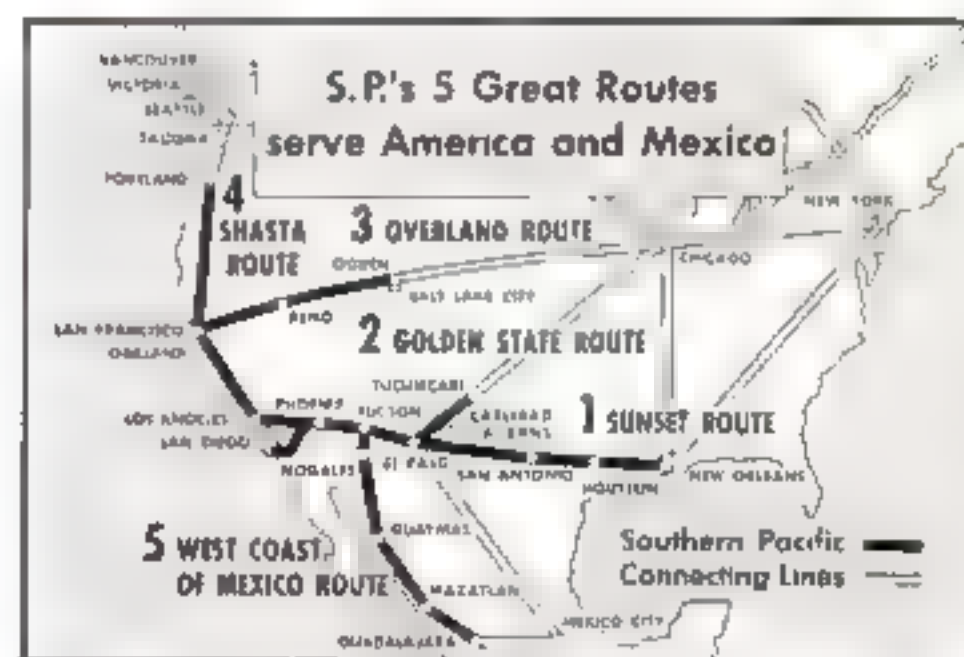 S.P.'s 5 Great Routes
serve America and Mexico
VANCOUVER
VICTORIA
SEATTLE
TACOMA
PORTLAND
NEW YORK
4
SHASTA
ROUTE
3 OVERLAND ROUTE
OGDEN
CHICAGO
SALT LAKE CITY
RENO
SAN FRANCISCO
OAKLAND
2 GOLDEN STATE ROUTE
TUCUMCARI
PHOENIX
TUCSON
CARLSBAD
1 SUNSET ROUTE
LOS ANGELES
SAN DIEGO
NOGALES
EL PASO
SAN ANTONIO
HOUSTON
NEW ORLEANS
5 WEST COAST
OF MEXICO ROUTE
GUAYMAS
MAZATLAN
GUADALAJARA
MEXICO CITY
Southern Pacific
Connecting Lines